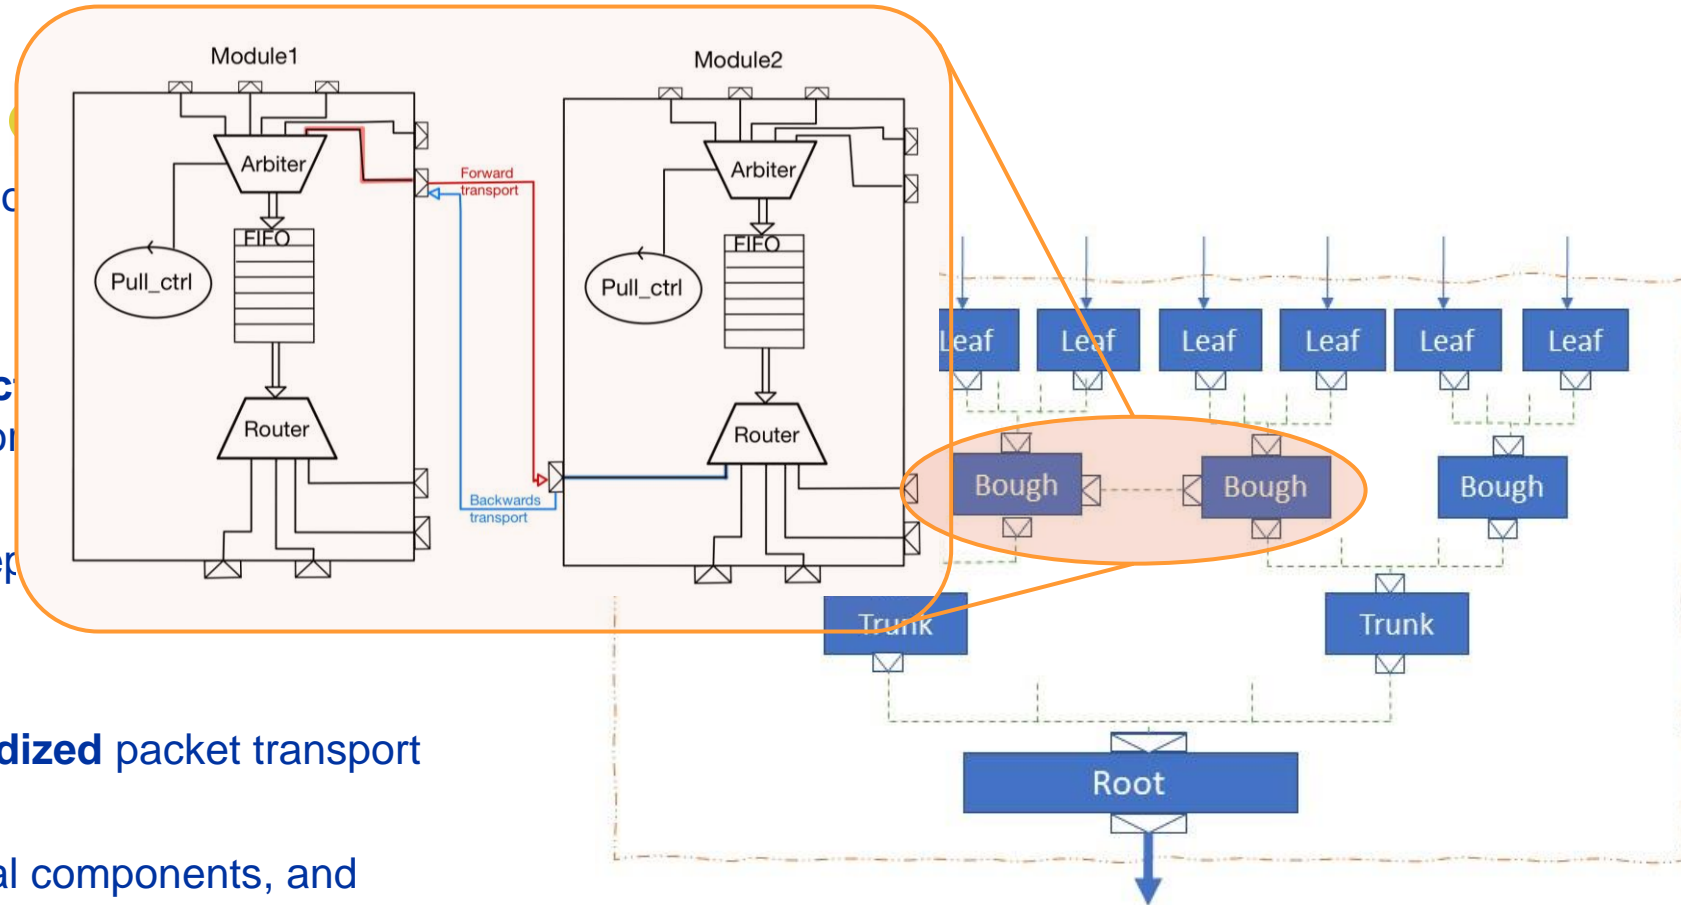 Module1
Module2
Arbiter
Arbiter
Forward
transport
FIFO
FIFO
Pull_ctrl
Pull_ctrl
Leaf
Leaf
Leaf
Leaf
Leaf
Leaf
Router
Router
Backwards
transport
Bough
Bough
Bough
Trunk
Trunk
dized packet transport
Root
al components, and